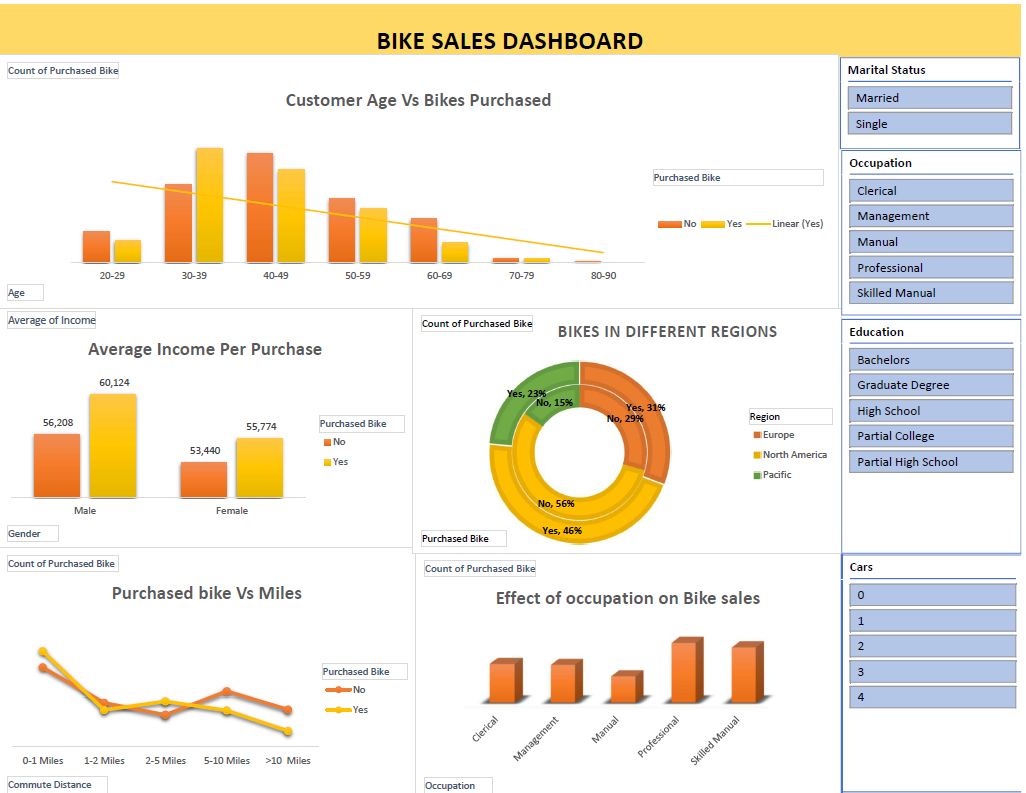 BIKE SALES DASHBOARD
Count of Purchased Bike
Customer Age Vs Bikes Purchased
Purchased Bike
No
Yes
Linear (Yes)
20-29
30-39
40-49
50-59
60-69
70-79
80-90
Age
Marital Status
Married
Single
Occupation
Clerical
Management
Manual
Professional
Skilled Manual
Average of Income
Average Income Per Purchase
60,124
56,208
55,774
53,440
Purchased Bike
No
Yes
Male
Female
Gender
Count of Purchased Bike
BIKES IN DIFFERENT REGIONS
Yes, 23%
No, 15%
Yes, 31%
No, 29%
No, 56%
Yes, 46%
Region
Europe
North America
Pacific
Purchased Bike
Education
Bachelors
Graduate Degree
High School
Partial College
Partial High School
Count of Purchased Bike
Purchased bike Vs Miles
Purchased Bike
No
Yes
0-1 Miles
1-2 Miles
2-5 Miles
5-10 Miles
>10 Miles
Commute Distance
Count of Purchased Bike
Effect of occupation on Bike sales
Clerical
Management
Manual
Professional
Skilled Manual
Occupation
Cars
0
1
2
3
4